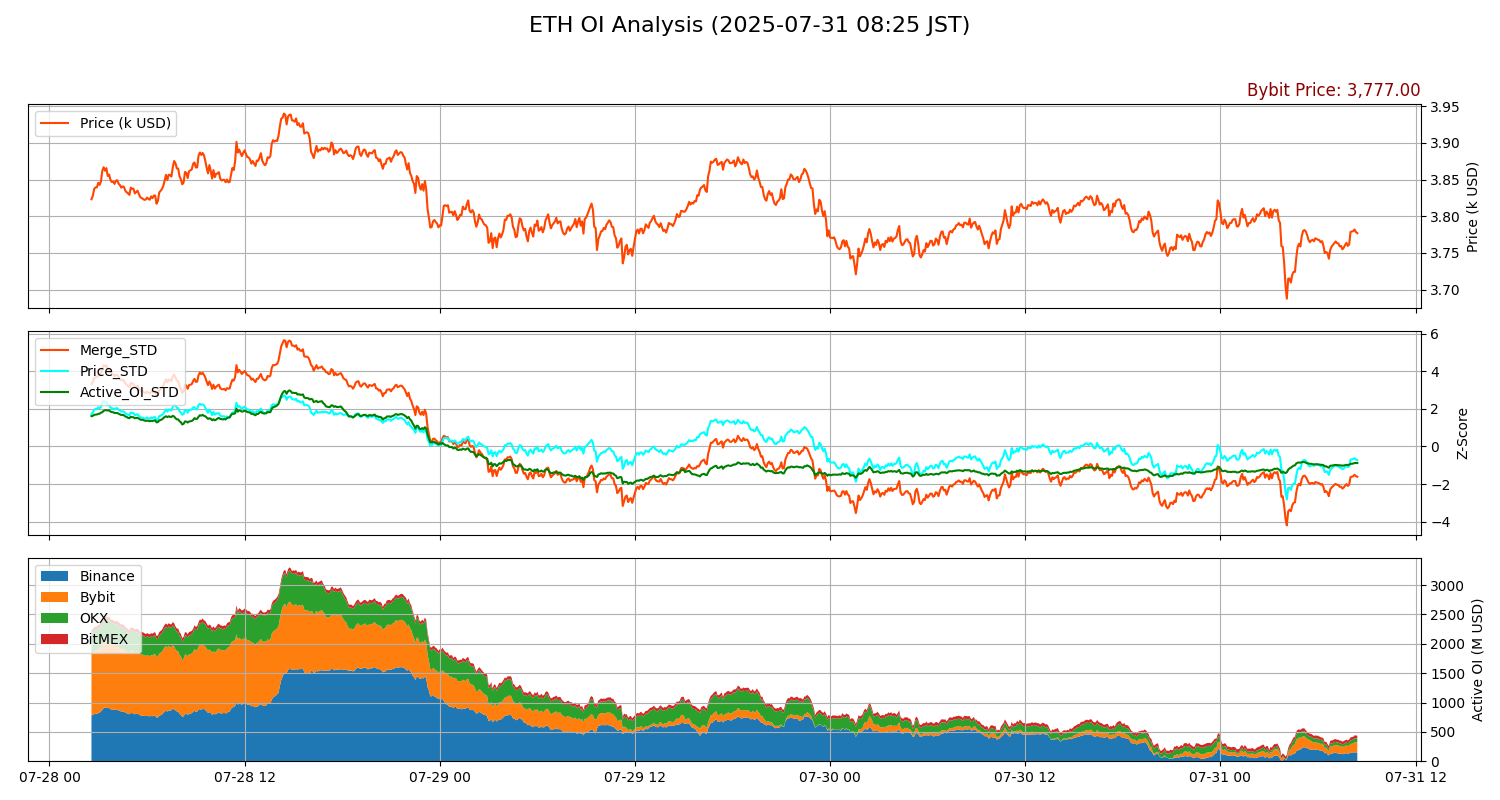 ETH OI Analysis (2025-07-31 08:25 JST)
Bybit Price: 3,777.00
Price (k USD)
3.95
3.90
3.85
3.80
3.75
3.70
Price (k USD)
Merge_STD
Price_STD
Active_OI_STD
6
4
2
0
−2
−4
Z-Score
Binance
Bybit
OKX
BitMEX
3000
2500
2000
1500
1000
500
0
Active OI (M USD)
07-28 00
07-28 12
07-29 00
07-29 12
07-30 00
07-30 12
07-31 00
07-31 12